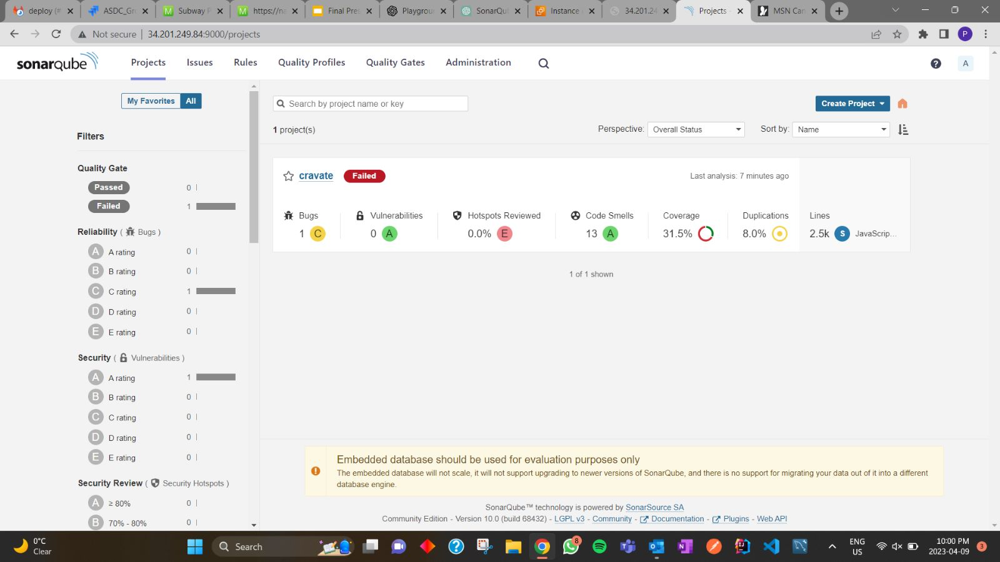 deploy (#
ASDC_Gr
Subway P
https://na
Final Pres
Playgrou
SonarQub
Instance
34.201.24
Projects -
MSN Can
Not secure | 34.201.249.84:9000/projects
P
sonarqube
Projects
Issues
Rules
Quality Profiles
Quality Gates
Administration
?
A
My Favorites
All
Search by project name or key
Create Project
1 project(s)
Perspective:
Overall Status
Sort by:
Name
Filters
Quality Gate
Passed 0
Failed 1
Reliability ( Bugs )
A A rating 0
B B rating 0
C C rating 1
D D rating 0
E E rating 0
Security ( Vulnerabilities )
A A rating 1
B B rating 0
C C rating 0
D D rating 0
E E rating 0
Security Review ( Security Hotspots )
A ≥ 80% 0
B 70% - 80% 0
cravate Failed
Last analysis: 7 minutes ago
Bugs
1 C
Vulnerabilities
0 A
Hotspots Reviewed
0.0% E
Code Smells
13 A
Coverage
31.5%
Duplications
8.0%
Lines
2.5k S JavaScrip...
1 of 1 shown
Embedded database should be used for evaluation purposes only
The embedded database will not scale, it will not support upgrading to newer versions of SonarQube, and there is no support for migrating your data out of it into a different
database engine.
SonarQube™ technology is powered by SonarSource SA
Community Edition - Version 10.0 (build 68432) - LGPL v3 - Community - Documentation - Plugins - Web API
0°C
Clear
Search
8
ENG
US
10:00 PM
2023-04-09
3